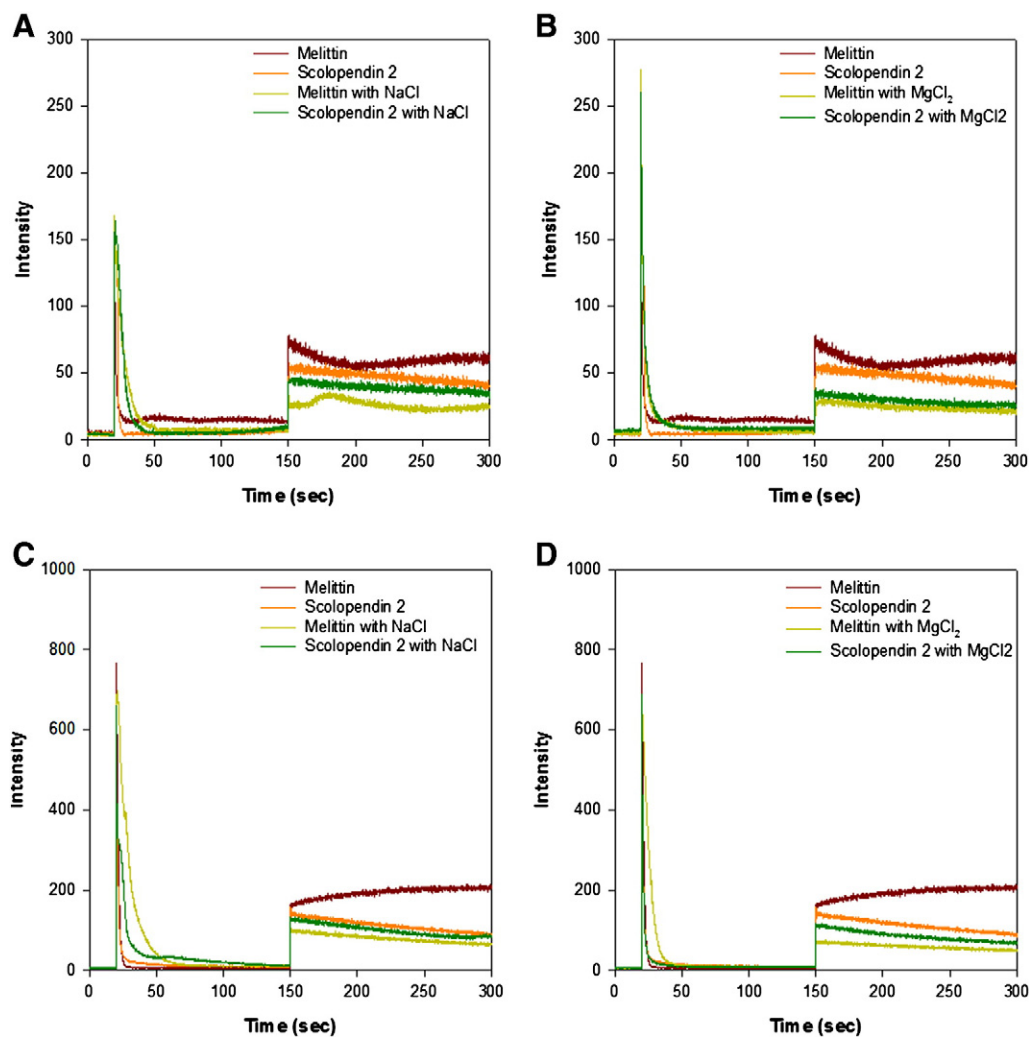 A
300
250
200
150
100
50
0
Intensity
Melittin
Scolopendin 2
Melittin with NaCl
Scolopendin 2 with NaCl
0 50 100 150 200 250 300
Time (sec)
B
300
250
200
150
100
50
0
Intensity
Melittin
Scolopendin 2
Melittin with MgCl₂
Scolopendin 2 with MgCl2
0 50 100 150 200 250 300
Time (sec)
C
1000
800
600
400
200
0
Intensity
Melittin
Scolopendin 2
Melittin with NaCl
Scolopendin 2 with NaCl
0 50 100 150 200 250 300
Time (sec)
D
1000
800
600
400
200
0
Intensity
Melittin
Scolopendin 2
Melittin with MgCl₂
Scolopendin 2 with MgCl2
0 50 100 150 200 250 300
Time (sec)